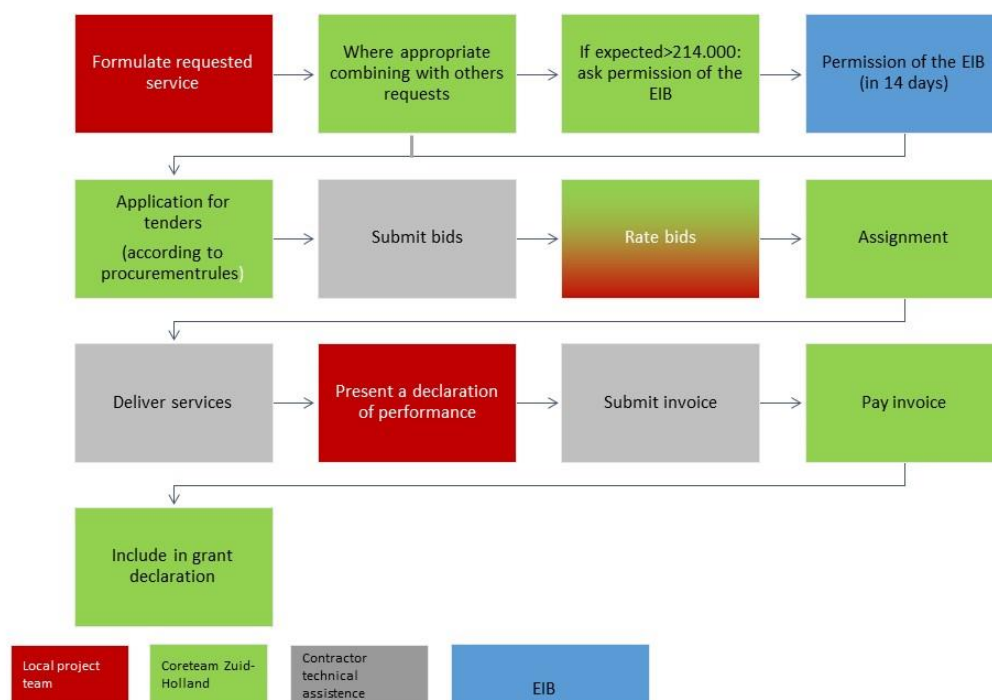 Formulate requested
service
Where appropriate
combining with others
requests
If expected>214.000:
ask permission of the
EIB
Permission of the EIB
(in 14 days)
Application for
tenders
(according to
procurementrules)
Submit bids
Rate bids
Assignment
Deliver services
Present a declaration
of performance
Submit invoice
Pay invoice
Include in grant
declaration
Local project
team
Coreteam Zuid-
Holland
Contractor
technical
assistence
EIB